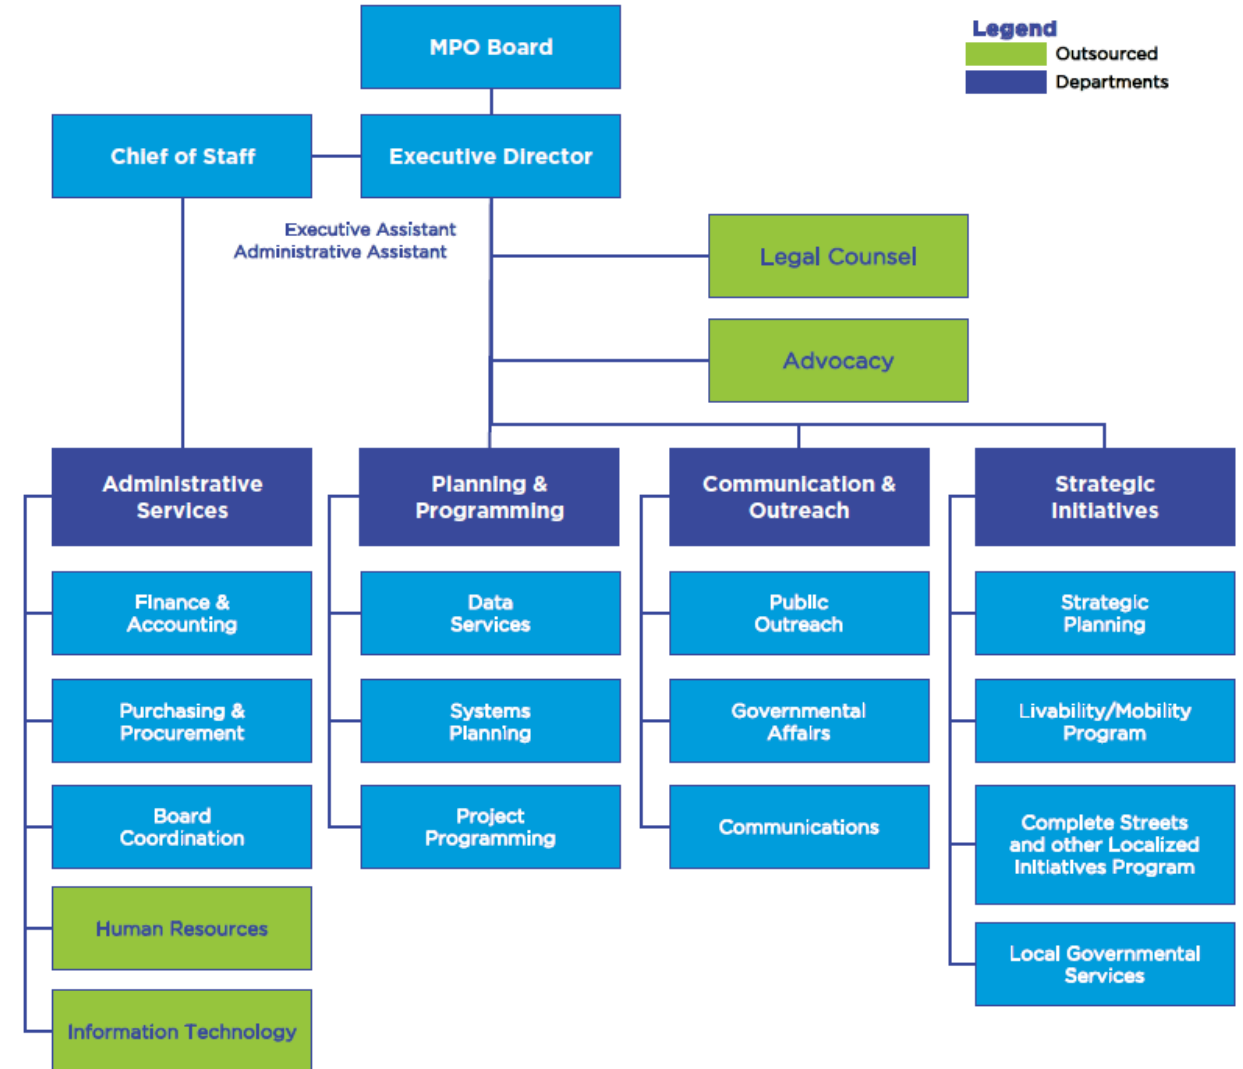 MPO Board
Legend
Outsourced
Departments
Chief of Staff
Executive Director
Executive Assistant
Administrative Assistant
Legal Counsel
Advocacy
Administrative
Services
Planning &
Programming
Communication &
Outreach
Strategic
Initiatives
Finance &
Accounting
Data
Services
Public
Outreach
Strategic
Planning
Purchasing &
Procurement
Systems
Planning
Governmental
Affairs
Livability/Mobility
Program
Board
Coordination
Project
Programming
Communications
Complete Streets
and other Localized
Initiatives Program
Human Resources
Local Governmental
Services
Information Technology